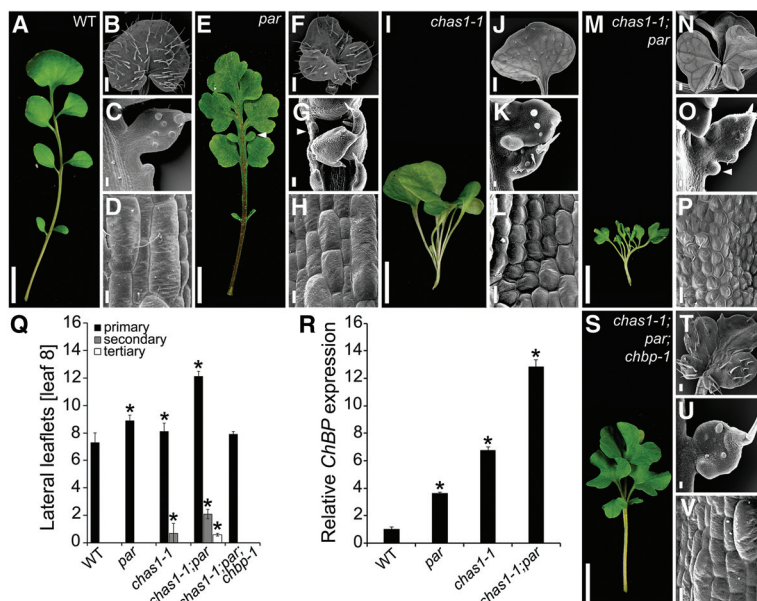 A WT
B
C
D
E par
F
G
H
I chas1-1
J
K
L
M chas1-1;
par
N
O
P
Q
Lateral leaflets [leaf 8]
16
14
12
10
8
6
4
2
0
primary
secondary
tertiary
*
*
*
*
*
*
*
WT
par
chas1-1
chas1-1;par
chas1-1;par;
chbp-1
R
Relative ChBP expression
16
14
12
10
8
6
4
2
0
*
*
*
WT
par
chas1-1
chas1-1;par
S chas1-1;
par;
chbp-1
T
U
V